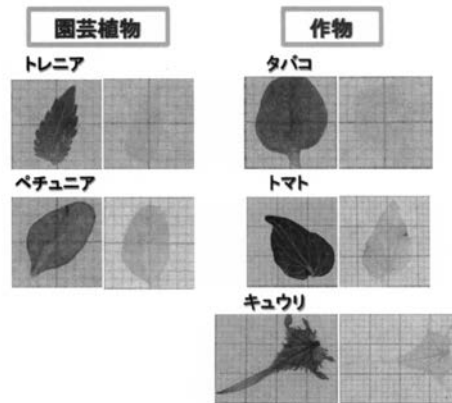 園芸植物
トレニア
ペチュニア
作物
タバコ
トマト
キュウリ